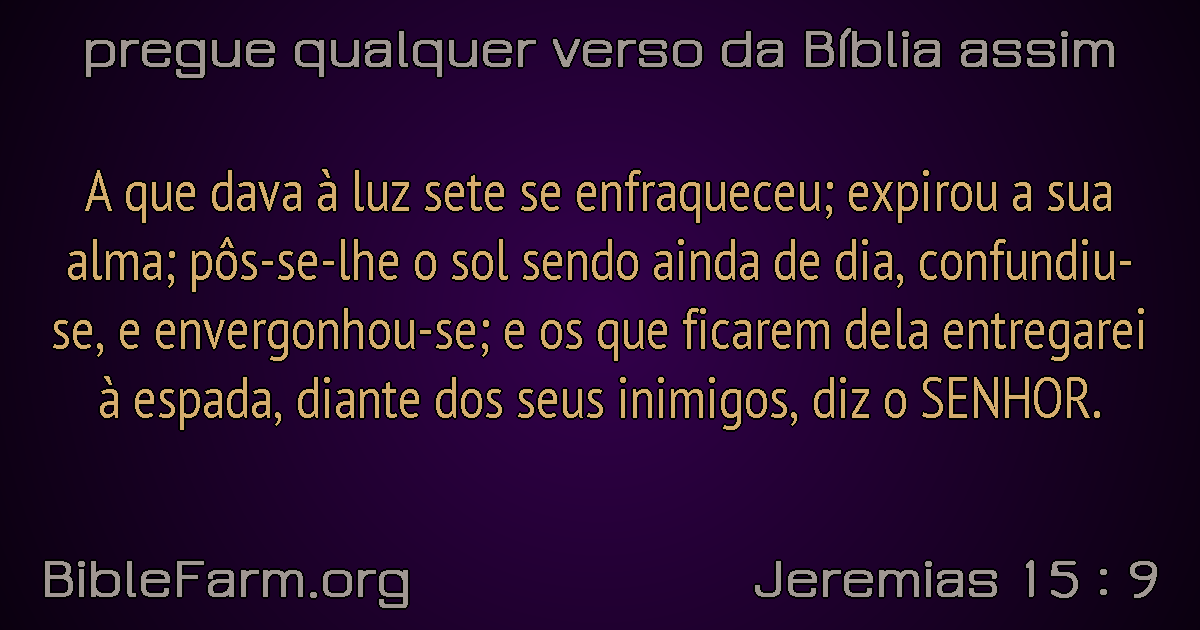 pregue qualquer verso da Bíblia assim
A que dava à luz sete se enfraqueceu; expirou a sua
alma; pôs-se-lhe o sol sendo ainda de dia, confundiu-
se, e envergonhou-se; e os que ficarem dela entregarei
à espada, diante dos seus inimigos, diz o SENHOR.
BibleFarm.org
Jeremias 15 : 9